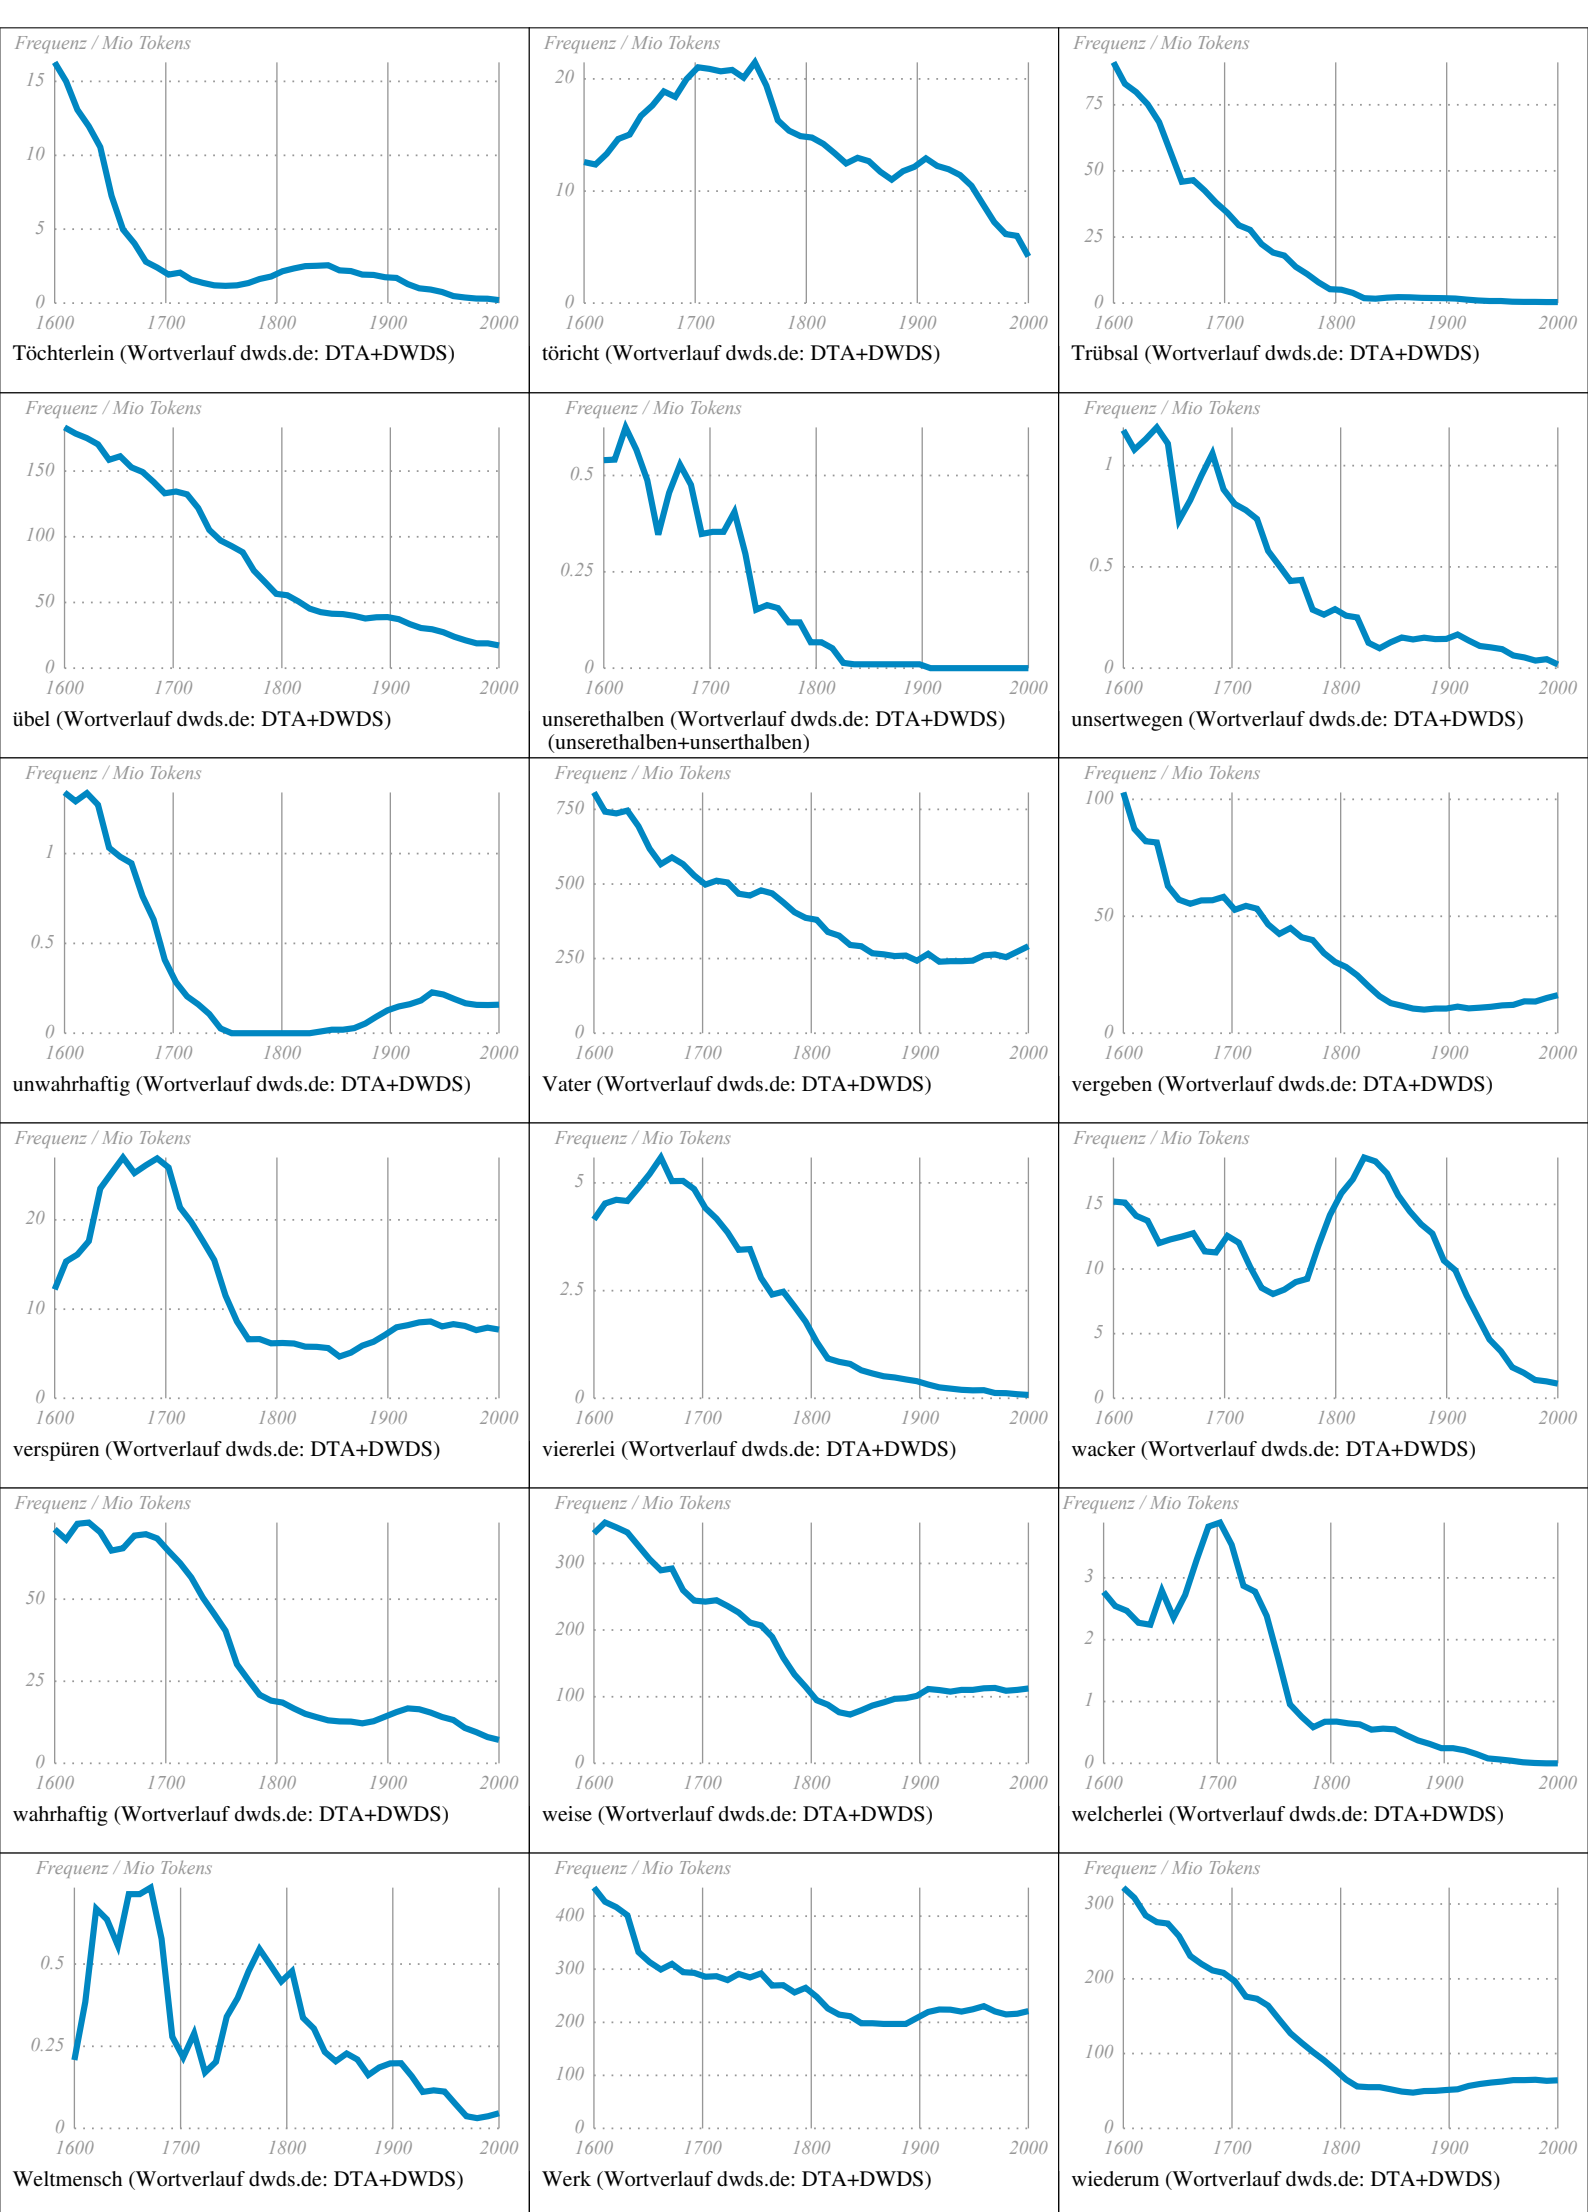 Frequenz / Mio Tokens
15
10
5
0
1600 1700 1800 1900 2000
Töchterlein (Wortverlauf dwds.de: DTA+DWDS)
Frequenz / Mio Tokens
20
10
0
1600 1700 1800 1900 2000
töricht (Wortverlauf dwds.de: DTA+DWDS)
Frequenz / Mio Tokens
75
50
25
0
1600 1700 1800 1900 2000
Trübsal (Wortverlauf dwds.de: DTA+DWDS)
Frequenz / Mio Tokens
150
100
50
0
1600 1700 1800 1900 2000
übel (Wortverlauf dwds.de: DTA+DWDS)
Frequenz / Mio Tokens
0.5
0.25
0
1600 1700 1800 1900 2000
unserethalben (Wortverlauf dwds.de: DTA+DWDS)
(unserethalben+unserthalben)
Frequenz / Mio Tokens
1
0.5
0
1600 1700 1800 1900 2000
unsertwegen (Wortverlauf dwds.de: DTA+DWDS)
Frequenz / Mio Tokens
1
0.5
0
1600 1700 1800 1900 2000
unwahrhaftig (Wortverlauf dwds.de: DTA+DWDS)
Frequenz / Mio Tokens
750
500
250
0
1600 1700 1800 1900 2000
Vater (Wortverlauf dwds.de: DTA+DWDS)
Frequenz / Mio Tokens
100
50
0
1600 1700 1800 1900 2000
vergeben (Wortverlauf dwds.de: DTA+DWDS)
Frequenz / Mio Tokens
20
10
0
1600 1700 1800 1900 2000
verspüren (Wortverlauf dwds.de: DTA+DWDS)
Frequenz / Mio Tokens
5
2.5
0
1600 1700 1800 1900 2000
viererlei (Wortverlauf dwds.de: DTA+DWDS)
Frequenz / Mio Tokens
15
10
5
0
1600 1700 1800 1900 2000
wacker (Wortverlauf dwds.de: DTA+DWDS)
Frequenz / Mio Tokens
50
25
0
1600 1700 1800 1900 2000
wahrhaftig (Wortverlauf dwds.de: DTA+DWDS)
Frequenz / Mio Tokens
300
200
100
0
1600 1700 1800 1900 2000
weise (Wortverlauf dwds.de: DTA+DWDS)
Frequenz / Mio Tokens
3
2
1
0
1600 1700 1800 1900 2000
welcherlei (Wortverlauf dwds.de: DTA+DWDS)
Frequenz / Mio Tokens
0.5
0.25
0
1600 1700 1800 1900 2000
Weltmensch (Wortverlauf dwds.de: DTA+DWDS)
Frequenz / Mio Tokens
400
300
200
100
0
1600 1700 1800 1900 2000
Werk (Wortverlauf dwds.de: DTA+DWDS)
Frequenz / Mio Tokens
300
200
100
0
1600 1700 1800 1900 2000
wiederum (Wortverlauf dwds.de: DTA+DWDS)